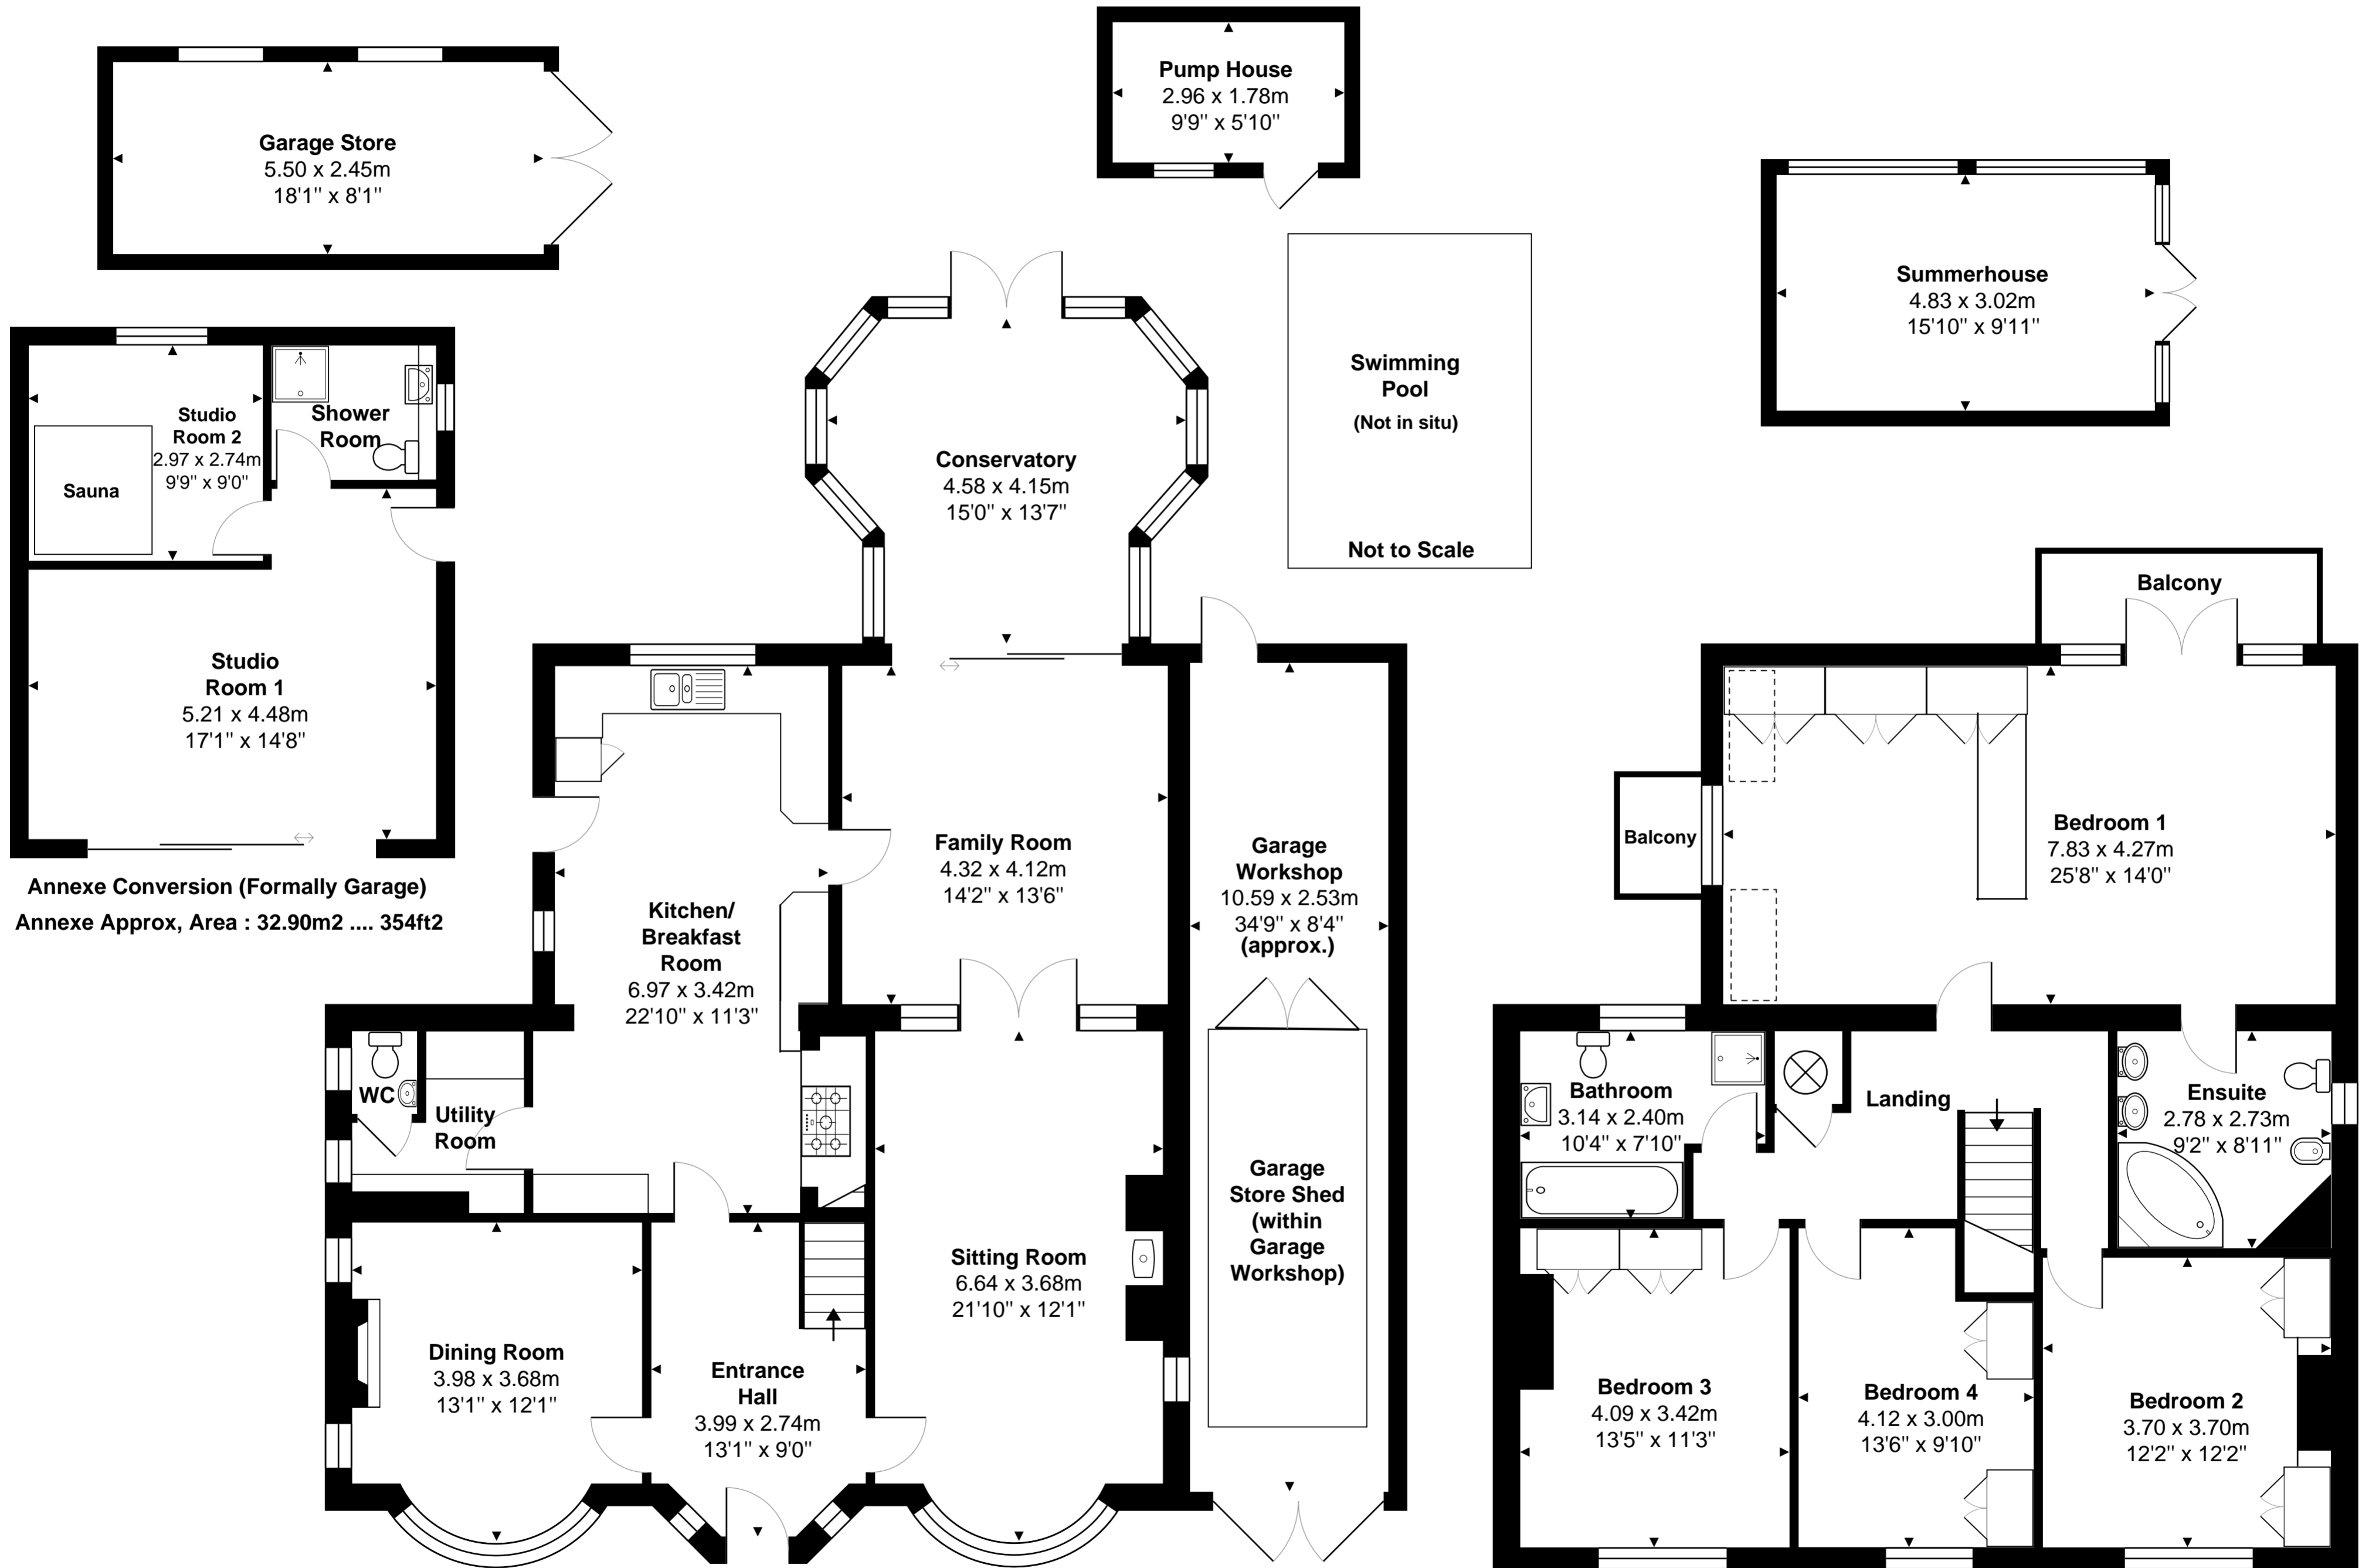 Garage Store
5.50 x 2.45m
18'1" x 8'1"
Pump House
2.96 x 1.78m
9'9" x 5'10"
Summerhouse
4.83 x 3.02m
15'10" x 9'11"
Swimming
Pool
(Not in situ)
Not to Scale
Studio
Room 2
2.97 x 2.74m
9'9" x 9'0"
Sauna
Shower
Room
Studio
Room 1
5.21 x 4.48m
17'1" x 14'8"
Annexe Conversion (Formally Garage)
Annexe Approx, Area : 32.90m2 .... 354ft2
Conservatory
4.58 x 4.15m
15'0" x 13'7"
Kitchen/
Breakfast
Room
6.97 x 3.42m
22'10" x 11'3"
Family Room
4.32 x 4.12m
14'2" x 13'6"
Garage
Workshop
10.59 x 2.53m
34'9" x 8'4"
(approx.)
Garage
Store Shed
(within
Garage
Workshop)
WC
Utility
Room
Sitting Room
6.64 x 3.68m
21'10" x 12'1"
Dining Room
3.98 x 3.68m
13'1" x 12'1"
Entrance
Hall
3.99 x 2.74m
13'1" x 9'0"
Balcony
Balcony
Bedroom 1
7.83 x 4.27m
25'8" x 14'0"
Bathroom
3.14 x 2.40m
10'4" x 7'10"
Landing
Ensuite
2.78 x 2.73m
9'2" x 8'11"
Bedroom 3
4.09 x 3.42m
13'5" x 11'3"
Bedroom 4
4.12 x 3.00m
13'6" x 9'10"
Bedroom 2
3.70 x 3.70m
12'2" x 12'2"